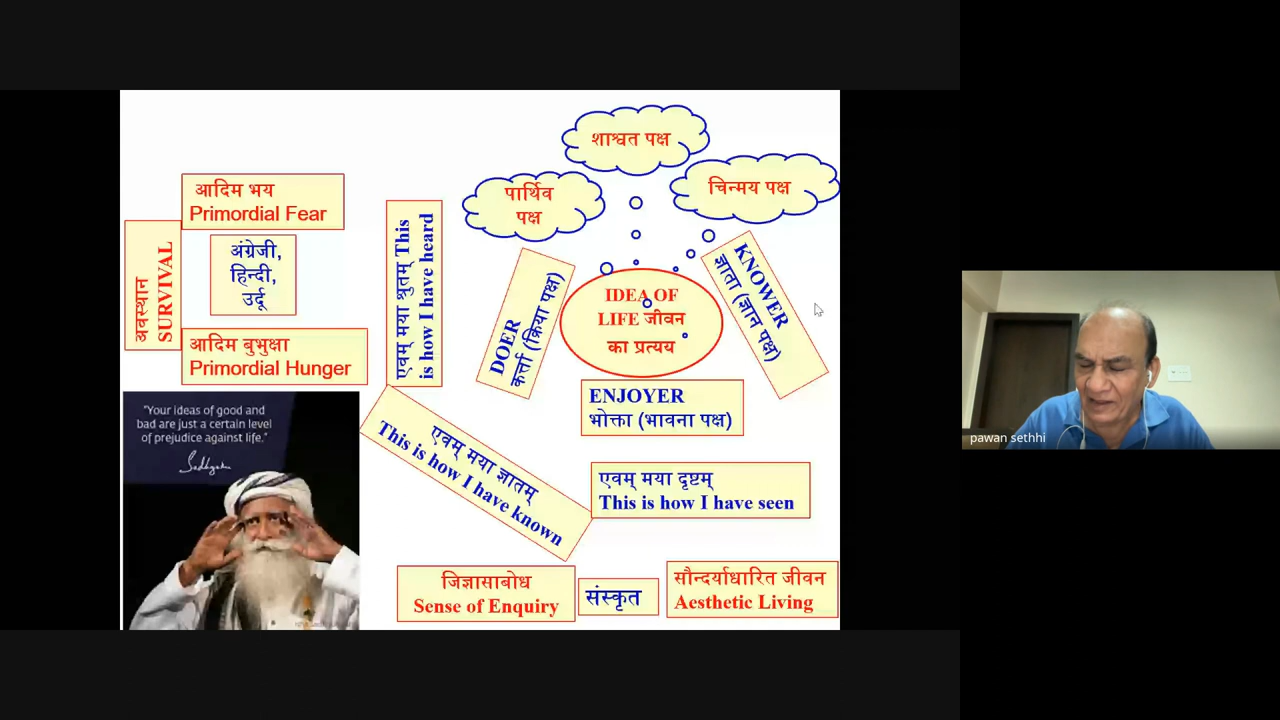 शाश्वत पक्ष
पार्थिव
पक्ष
चिन्मय पक्ष
आदिम भय
Primordial Fear
अवस्थान
SURVIVAL
अंग्रेजी,
हिन्दी,
उर्दू
आदिम बुभुक्षा
Primordial Hunger
एवम् मया श्रुतम् This
is how I have heard
DOER
कर्त्ता (क्रिया पक्ष)
IDEA OF
LIFE जीवन
का प्रत्यय
KNOWER
ज्ञाता (ज्ञान पक्ष)
ENJOYER
भोक्ता (भावना पक्ष)
"Your ideas of good and
bad are just a certain level
of prejudice against life."
Sadhguru
एवम् मया ज्ञातम्
This is how I have known
एवम् मया दृष्टम्
This is how I have seen
जिज्ञासाबोध
Sense of Enquiry
संस्कृत
सौन्दर्याधारित जीवन
Aesthetic Living
pawan sethhi